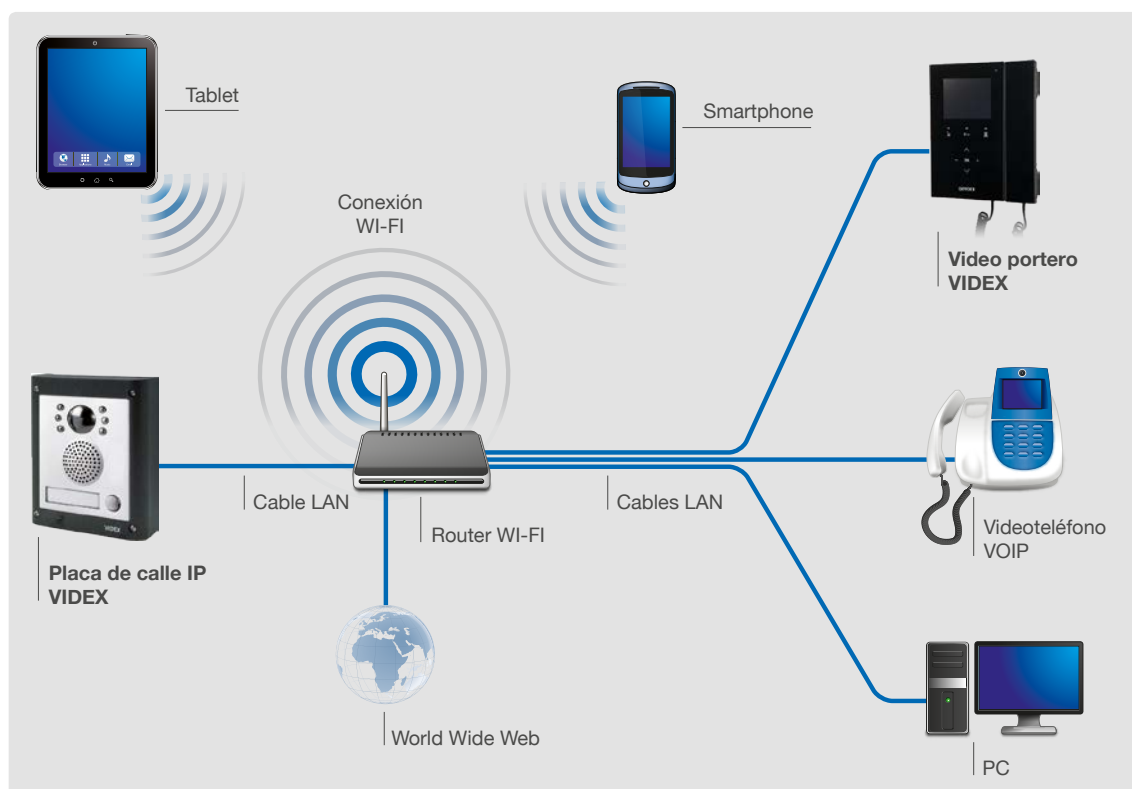 Tablet
Smartphone
Conexión
WI-FI
Video portero
VIDEX
Cable LAN
Cables LAN
Router WI-FI
Videoteléfono
VOIP
VIDEX
Placa de calle IP
VIDEX
World Wide Web
PC